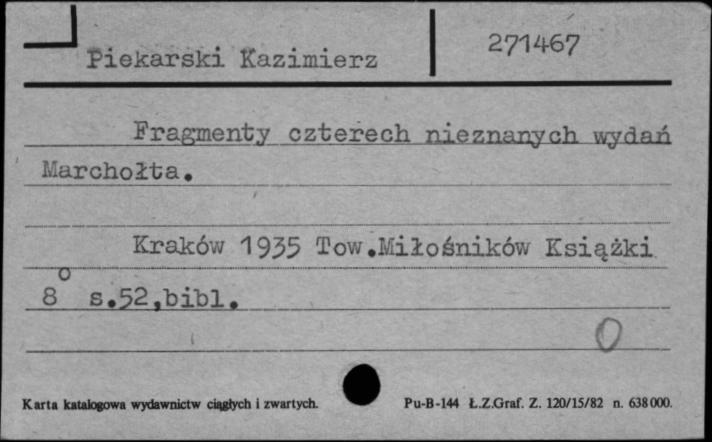 Piekarski Kazimierz 271467
Fragmenty czterech nieznanych wydań
Marchołta.
Kraków 1935 Tow.Miłośników Książki
8° s.52,bibl.
O
Karta katalogowa wydawnictw ciągłych i zwartych. Pu-B-144 Ł.Z.Graf. Z. 120/15/82 n. 638 000.